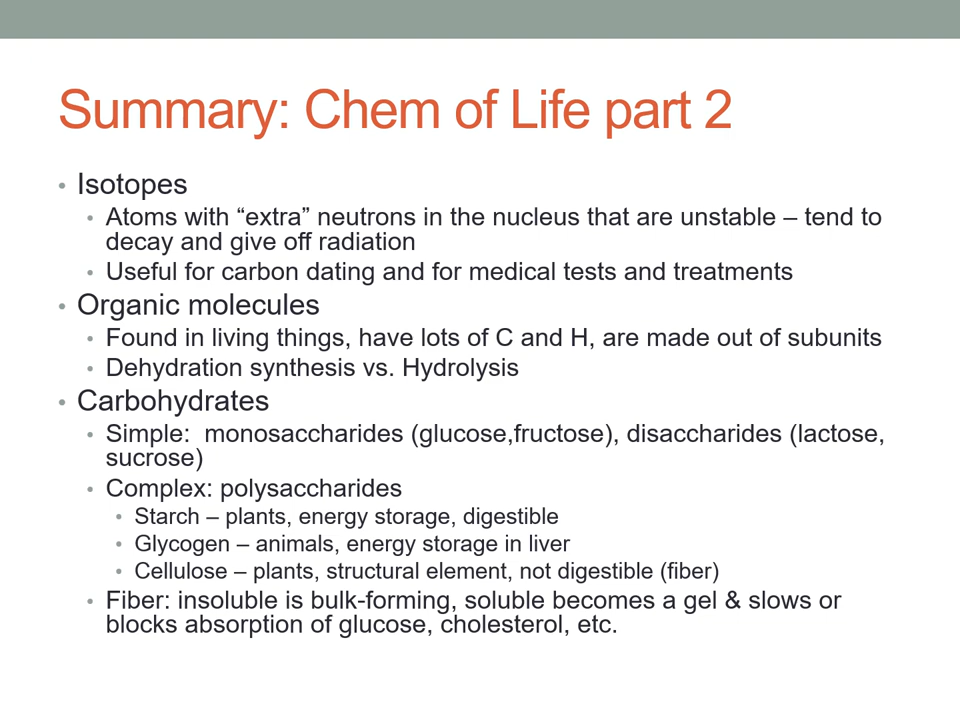 Summary: Chem of Life part 2
• Isotopes
• Atoms with “extra” neutrons in the nucleus that are unstable – tend to
decay and give off radiation
• Useful for carbon dating and for medical tests and treatments
• Organic molecules
• Found in living things, have lots of C and H, are made out of subunits
• Dehydration synthesis vs. Hydrolysis
• Carbohydrates
• Simple:  monosaccharides (glucose,fructose), disaccharides (lactose,
sucrose)
• Complex: polysaccharides
• Starch – plants, energy storage, digestible
• Glycogen – animals, energy storage in liver
• Cellulose – plants, structural element, not digestible (fiber)
• Fiber: insoluble is bulk-forming, soluble becomes a gel & slows or
blocks absorption of glucose, cholesterol, etc.